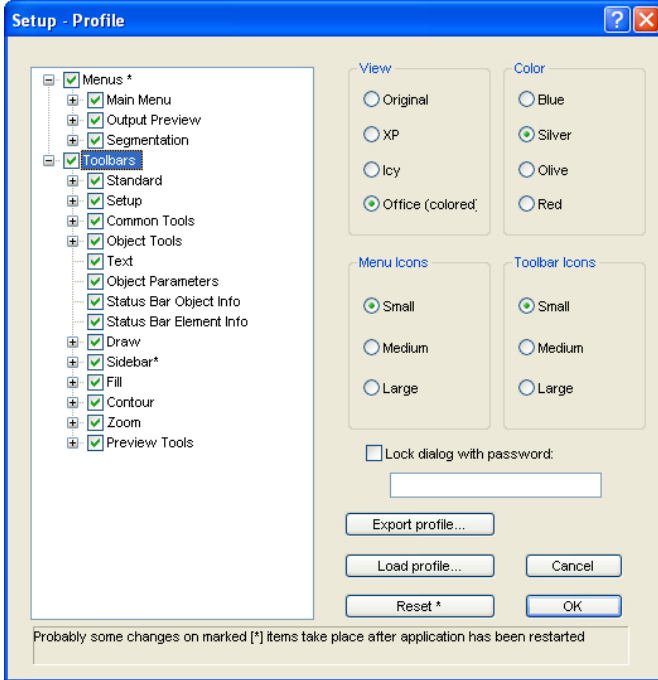 Setup - Profile
Menus *
Main Menu
Output Preview
Segmentation
Toolbars
Standard
Setup
Common Tools
Object Tools
Text
Object Parameters
Status Bar Object Info
Status Bar Element Info
Draw
Sidebar*
Fill
Contour
Zoom
Preview Tools
View
Original
XP
Icy
Office (colored)
Color
Blue
Silver
Olive
Red
Menu Icons
Small
Medium
Large
Toolbar Icons
Small
Medium
Large
Lock dialog with password:
Export profile...
Load profile...
Cancel
Reset *
OK
Probably some changes on marked [*] items take place after application has been restarted